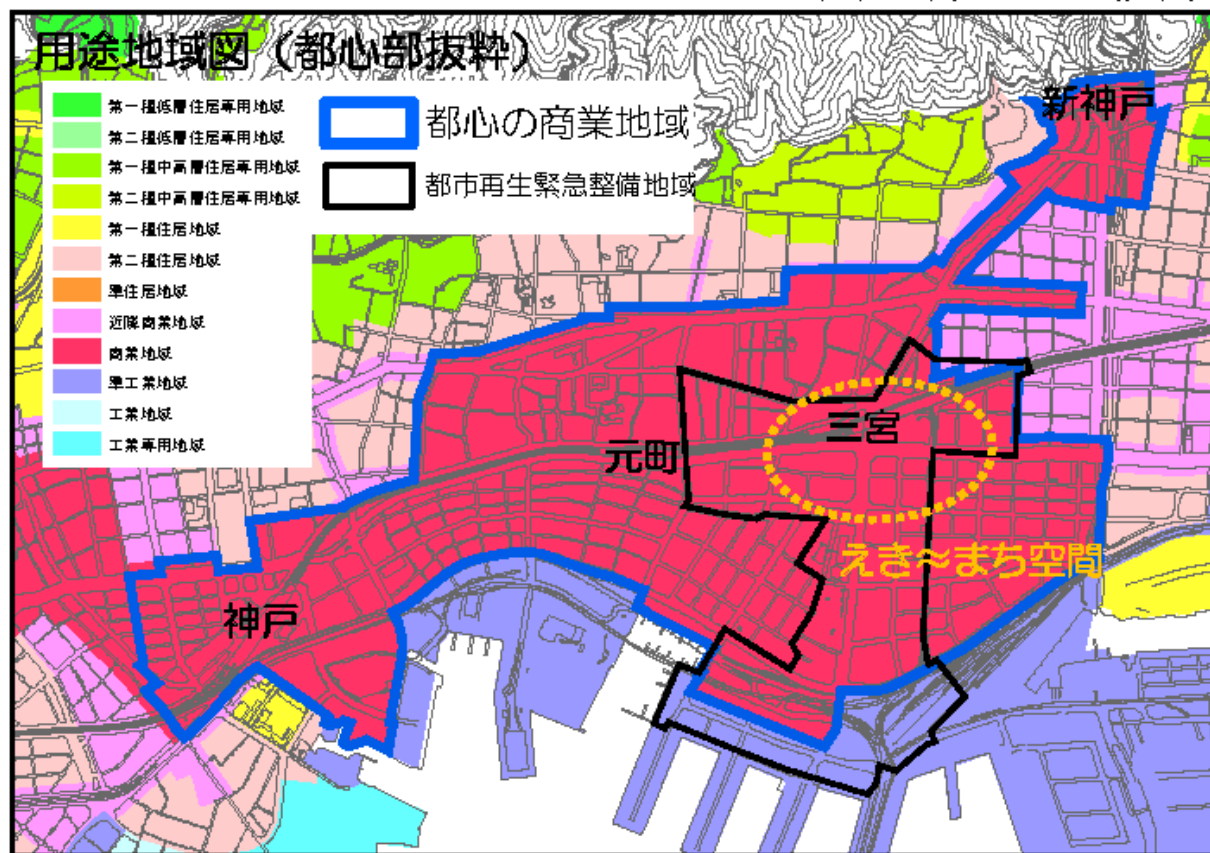 用途地域図（都心部抜粋）
第一種低層住居専用地域
第二種低層住居専用地域
第一種中高層住居専用地域
第二種中高層住居専用地域
第一種住居地域
第二種住居地域
準住居地域
近隣商業地域
商業地域
準工業地域
工業地域
工業専用地域
都心の商業地域
都市再生緊急整備地域
新神戸
三宮
元町
えき～まち空間
神戸